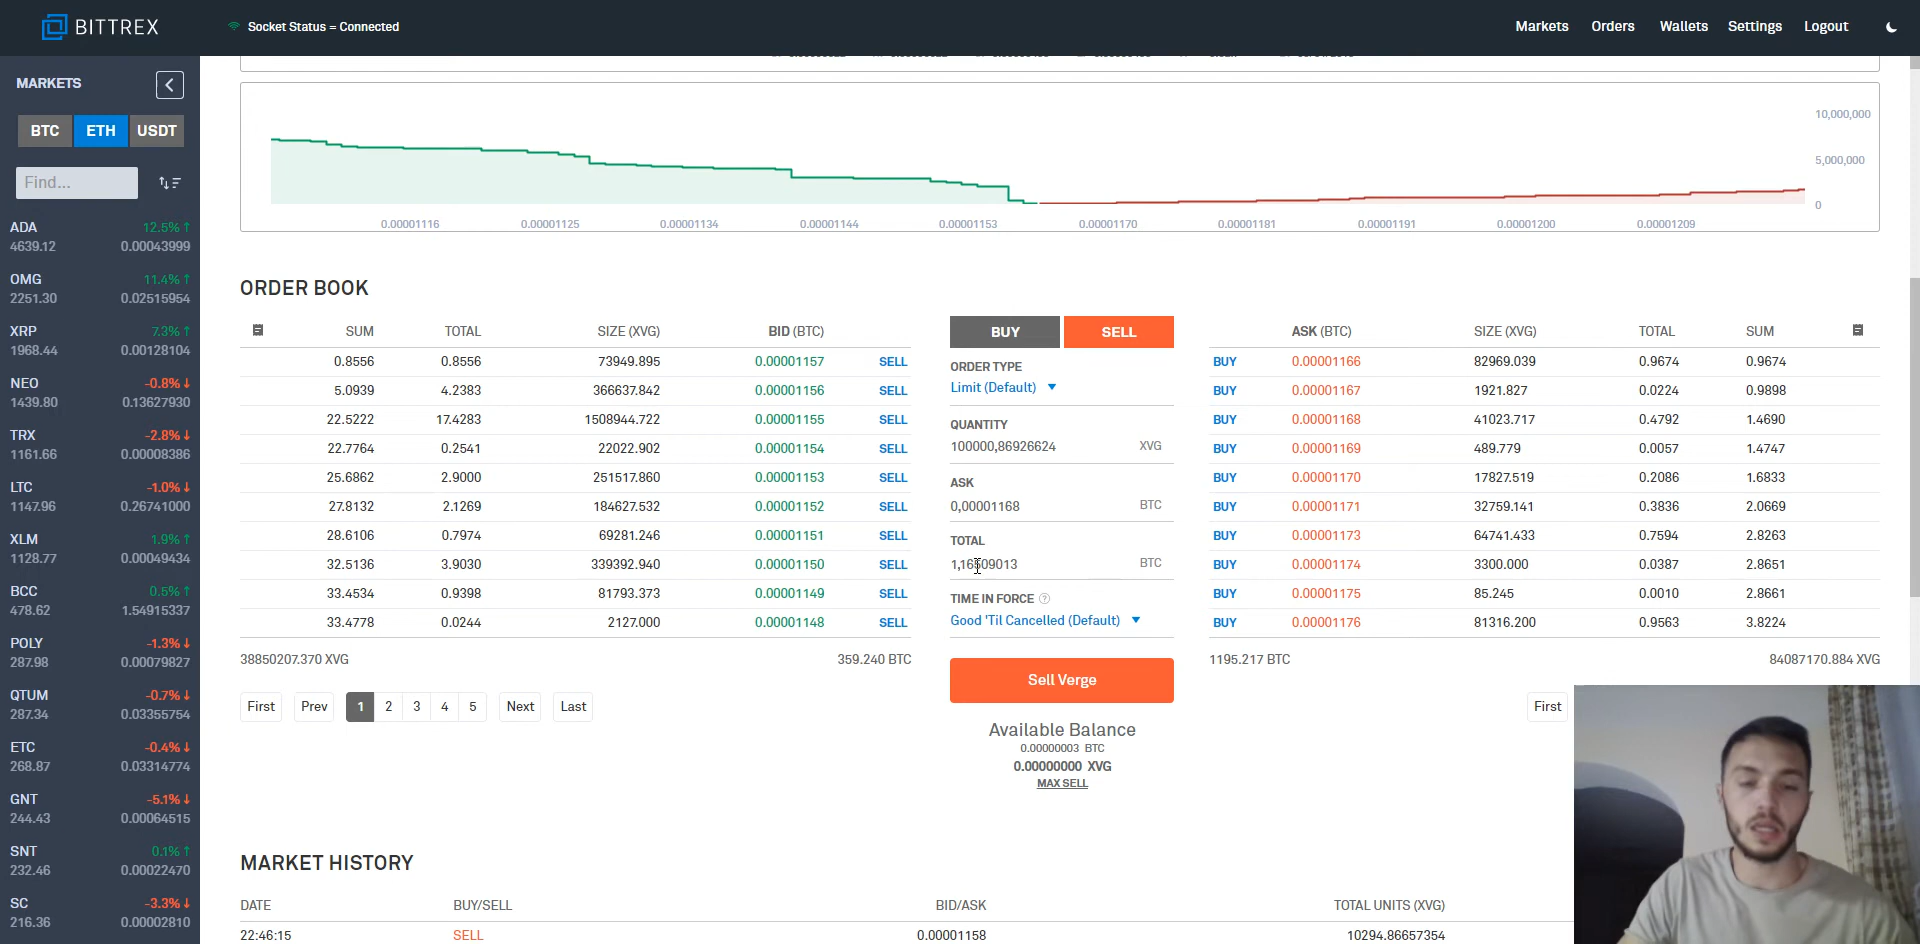 BITTREX
Socket Status = Connected
Markets Orders Wallets Settings Logout
MARKETS
BTC ETH USDT
Find...
ADA 12.5% ↑
4639.12 0.00043999
OMG 11.4% ↑
2251.30 0.02515954
XRP 7.3% ↑
1968.44 0.00128104
NEO -0.8% ↓
1439.80 0.13627930
TRX -2.8% ↓
1161.66 0.00008386
LTC -1.0% ↓
1147.96 0.26741000
XLM 1.9% ↑
1128.77 0.00049434
BCC 0.5% ↑
478.62 1.54915337
POLY -1.3% ↓
287.98 0.00079827
QTUM -0.7% ↓
287.34 0.03355754
ETC -0.4% ↓
268.87 0.03314774
GNT -5.1% ↓
244.43 0.00064515
SNT 0.1% ↑
232.46 0.00022470
SC -3.3% ↓
216.36 0.00002810
10,000,000
5,000,000
0
0.00001116 0.00001125 0.00001134 0.00001144 0.00001153 0.00001170 0.00001181 0.00001191 0.00001200 0.00001209
ORDER BOOK
SUM TOTAL SIZE (XVG) BID (BTC)
0.8556 0.8556 73949.895 0.00001157 SELL
5.0939 4.2383 366637.842 0.00001156 SELL
22.5222 17.4283 1508944.722 0.00001155 SELL
22.7764 0.2541 22022.902 0.00001154 SELL
25.6862 2.9000 251517.860 0.00001153 SELL
27.8132 2.1269 184627.532 0.00001152 SELL
28.6106 0.7974 69281.246 0.00001151 SELL
32.5136 3.9030 339392.940 0.00001150 SELL
33.4534 0.9398 81793.373 0.00001149 SELL
33.4778 0.0244 2127.000 0.00001148 SELL
38850207.370 XVG 359.240 BTC
First Prev 1 2 3 4 5 Next Last
BUY SELL
ORDER TYPE
Limit (Default)
QUANTITY
100000,86926624 XVG
ASK
0,00001168 BTC
TOTAL
BTC
TIME IN FORCE ?
Good 'Til Cancelled (Default)
Sell Verge
Available Balance
0.00000003 BTC
0.00000000 XVG
MAX SELL
ASK (BTC) SIZE (XVG) TOTAL SUM
BUY 0.00001166 82969.039 0.9674 0.9674
BUY 0.00001167 1921.827 0.0224 0.9898
BUY 0.00001168 41023.717 0.4792 1.4690
BUY 0.00001169 489.779 0.0057 1.4747
BUY 0.00001170 17827.519 0.2086 1.6833
BUY 0.00001171 32759.141 0.3836 2.0669
BUY 0.00001173 64741.433 0.7594 2.8263
BUY 0.00001174 3300.000 0.0387 2.8651
BUY 0.00001175 85.245 0.0010 2.8661
BUY 0.00001176 81316.200 0.9563 3.8224
1195.217 BTC 84087170.884 XVG
First
MARKET HISTORY
DATE BUY/SELL BID/ASK TOTAL UNITS (XVG)
22:46:15 SELL 0.00001158 10294.86657354